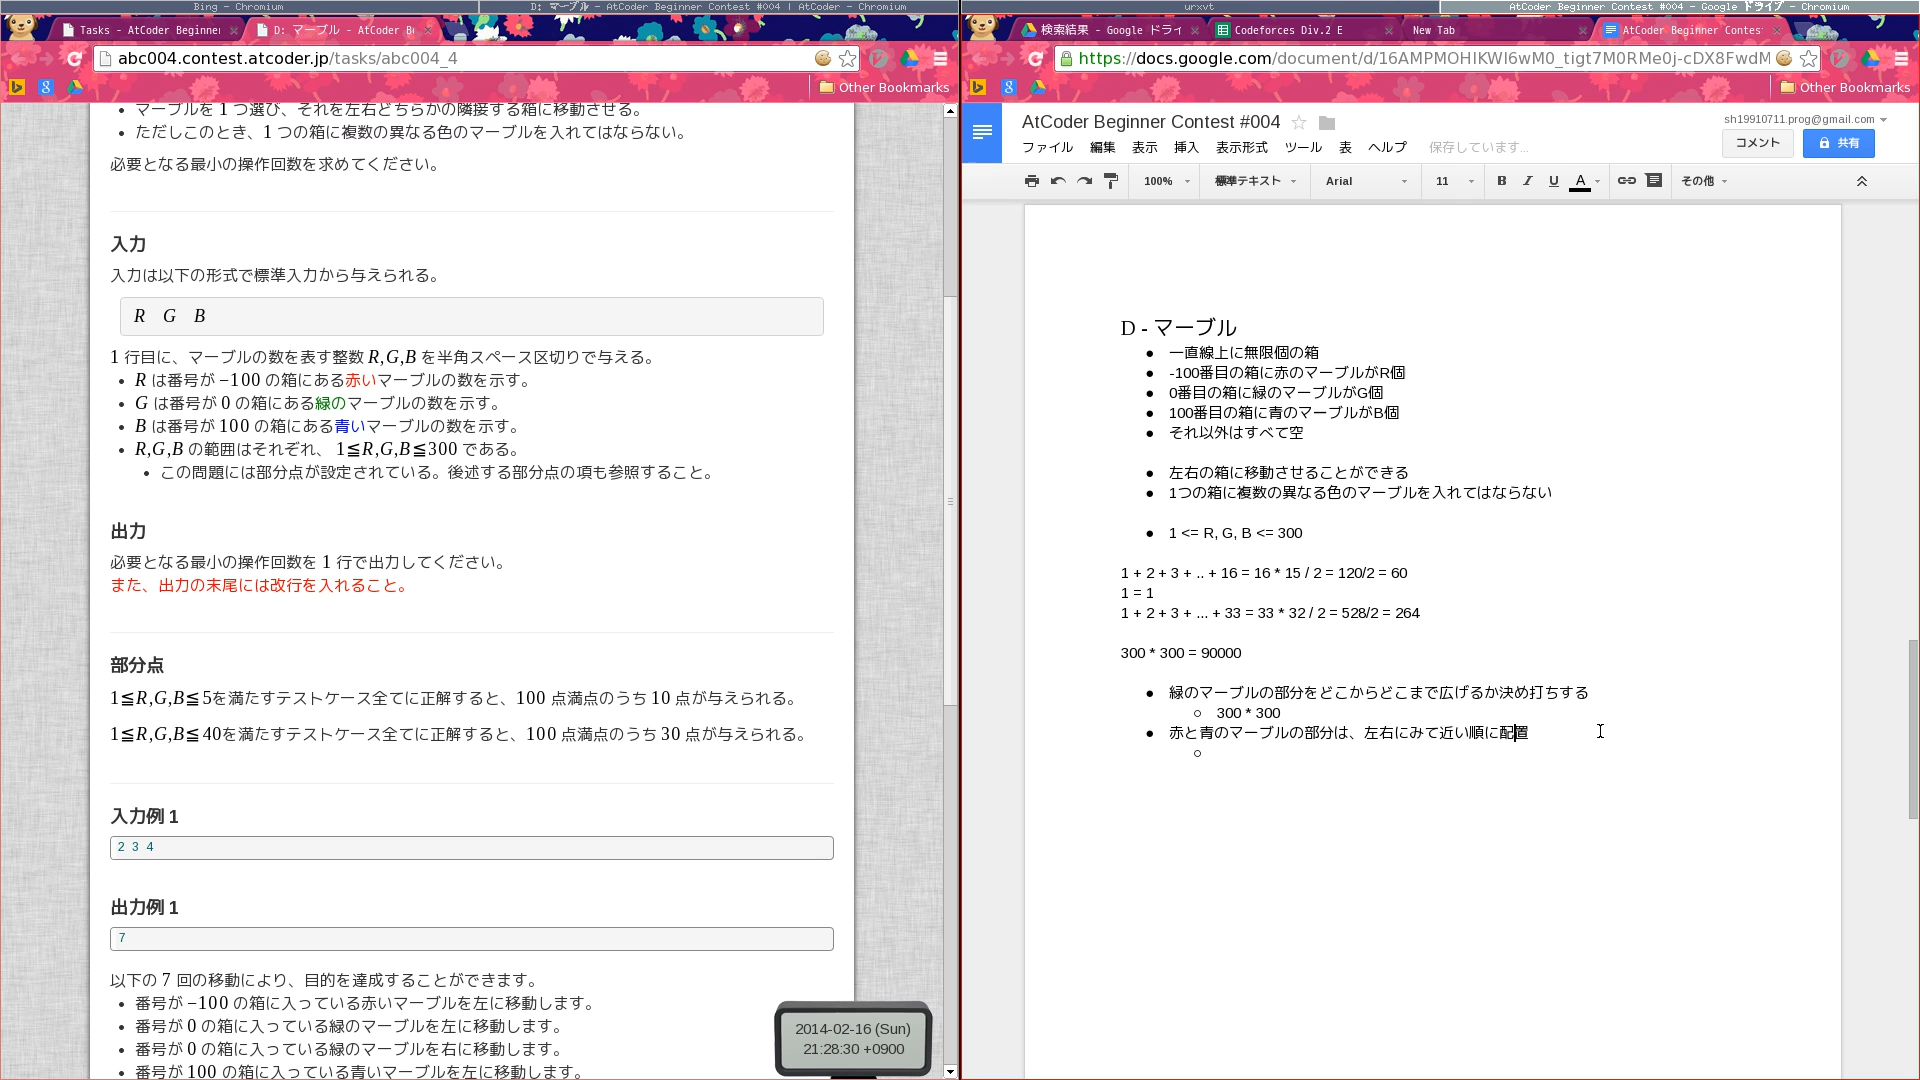 Bing - Chromium
D: マーブル - AtCoder Beginner Contest #004 | AtCoder - Chromium
urxvt
AtCoder Beginner Contest #004 - Google ドライブ - Chromium
Tasks - AtCoder Beginner
D: マーブル - AtCoder Be
abc004.contest.atcoder.jp/tasks/abc004_4
Other Bookmarks
マーブルを 1 つ選び、それを左右どちらかの隣接する箱に移動させる。
ただしこのとき、1 つの箱に複数の異なる色のマーブルを入れてはならない。
必要となる最小の操作回数を求めてください。
入力
入力は以下の形式で標準入力から与えられる。
R G B
1 行目に、マーブルの数を表す整数 R,G,B を半角スペース区切りで与える。
R は番号が −100 の箱にある赤いマーブルの数を示す。
G は番号が 0 の箱にある緑のマーブルの数を示す。
B は番号が 100 の箱にある青いマーブルの数を示す。
R,G,B の範囲はそれぞれ、 1≦R,G,B≦300 である。
この問題には部分点が設定されている。後述する部分点の項も参照すること。
出力
必要となる最小の操作回数を 1 行で出力してください。
また、出力の末尾には改行を入れること。
部分点
1≦R,G,B≦5を満たすテストケース全てに正解すると、100 点満点のうち 10 点が与えられる。
1≦R,G,B≦40を満たすテストケース全てに正解すると、100 点満点のうち 30 点が与えられる。
入力例 1
2 3 4
出力例 1
7
以下の 7 回の移動により、目的を達成することができます。
番号が −100 の箱に入っている赤いマーブルを左に移動します。
番号が 0 の箱に入っている緑のマーブルを左に移動します。
番号が 0 の箱に入っている緑のマーブルを右に移動します。
番号が 100 の箱に入っている青いマーブルを左に移動します。
2014-02-16 (Sun)
21:28:30 +0900
検索結果 - Google ドライ
Codeforces Div.2 E
New Tab
AtCoder Beginner Contes
https://docs.google.com/document/d/16AMPMOHIKWI6wM0_tigt7M0RMe0j-cDX8FwdM
Other Bookmarks
AtCoder Beginner Contest #004
sh19910711.prog@gmail.com
ファイル 編集 表示 挿入 表示形式 ツール 表 ヘルプ 保存しています...
コメント
共有
100% 標準テキスト Arial 11 B I U A その他
D - マーブル
一直線上に無限個の箱
-100番目の箱に赤のマーブルがR個
0番目の箱に緑のマーブルがG個
100番目の箱に青のマーブルがB個
それ以外はすべて空
左右の箱に移動させることができる
1つの箱に複数の異なる色のマーブルを入れてはならない
1 <= R, G, B <= 300
1 + 2 + 3 + .. + 16 = 16 * 15 / 2 = 120/2 = 60
1 = 1
1 + 2 + 3 + ... + 33 = 33 * 32 / 2 = 528/2 = 264
300 * 300 = 90000
緑のマーブルの部分をどこからどこまで広げるか決め打ちする
300 * 300
赤と青のマーブルの部分は、左右にみて近い順に配置